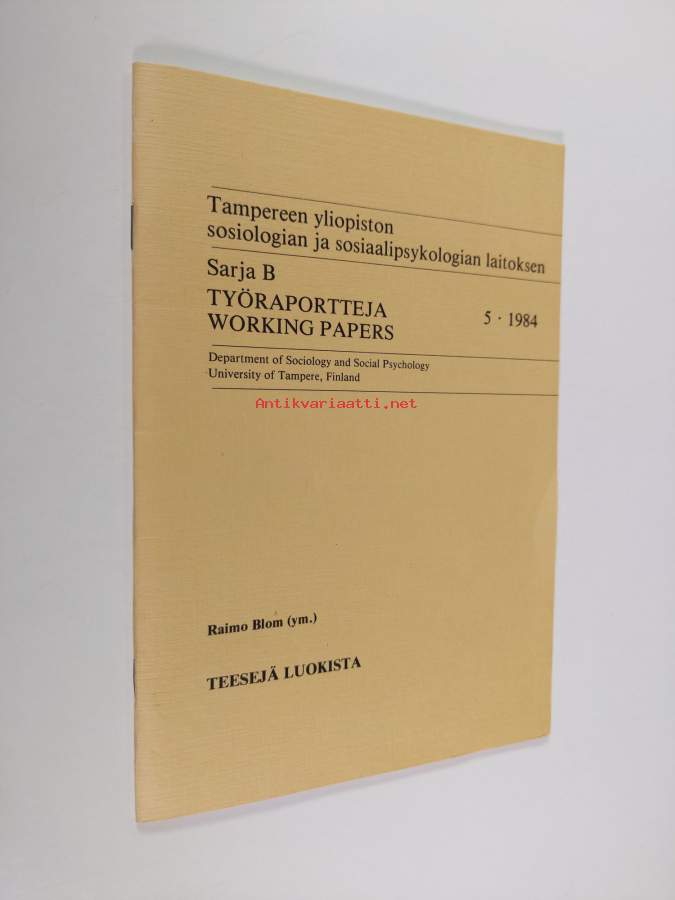 Tampereen yliopiston
sosiologian ja sosiaalipsykologian laitoksen
Sarja B
TYÖRAPORTTEJA
WORKING PAPERS
5 · 1984
Department of Sociology and Social Psychology
University of Tampere, Finland
Antikvariaatti.net
Raimo Blom (ym.)
TEESEJÄ LUOKISTA